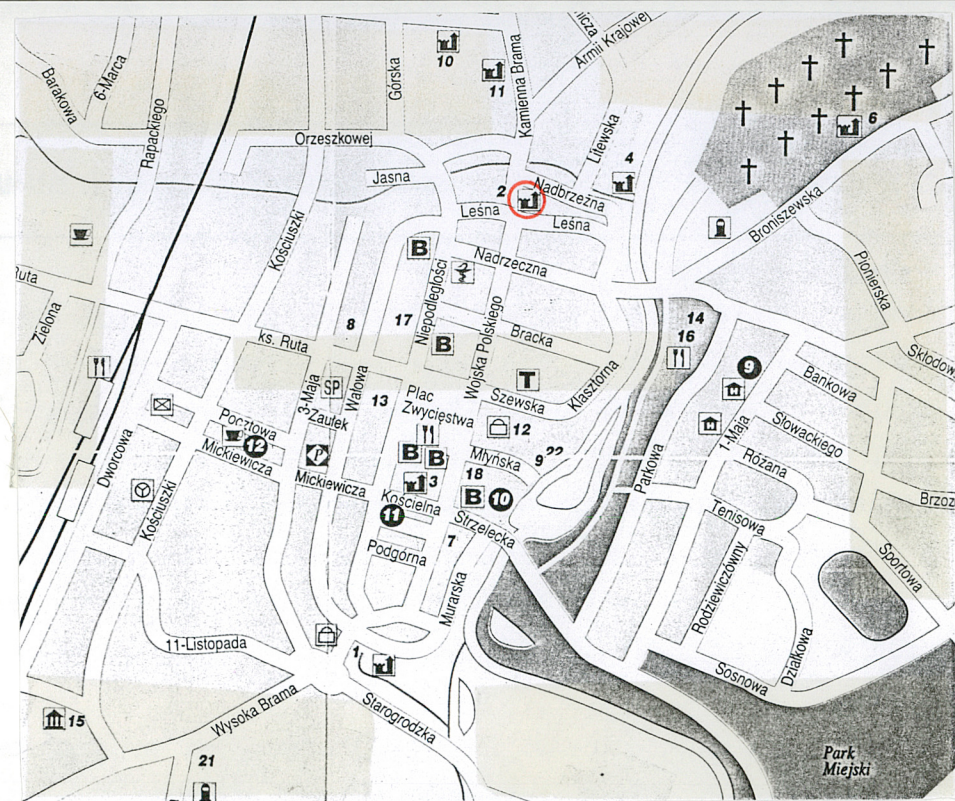 Barakowa
6-Marca
Rapackiego
Górska
10
11
Kamienna Brama
Armii Krajowej
6
Orzeszkowej
Litewska
4
Jasna
2
Nadbrzeżna
Leśna
Leśna
Broniszewska
Kościuszki
Nadrzeczna
B
Pionierska
Ruta
Zielona
Niepodległości
Wojska Polskiego
Bracka
8
17
14
16
ks. Ruta
B
9
Skłodow
3-Maja
SP
Wałowa
13
Plac
Zwycięstwa
T
Szewska
Klasztorna
Bankowa
Pocztowa
Zaułek
12
1-Maja
Słowackiego
12
Mickiewicza
P
B
B
Młyńska
9
22
Różana
Dworcowa
Mickiewicza
3
18
Parkowa
Kościuszki
Kościelna
B
10
Brzoz
11
Strzelecka
Tenisowa
Podgórna
7
Sportowa
Murarska
Rodziewiczówny
11-Listopada
Działkowa
1
Sosnowa
Wysoka Brama
Starogrodzka
15
21
Park
Miejski